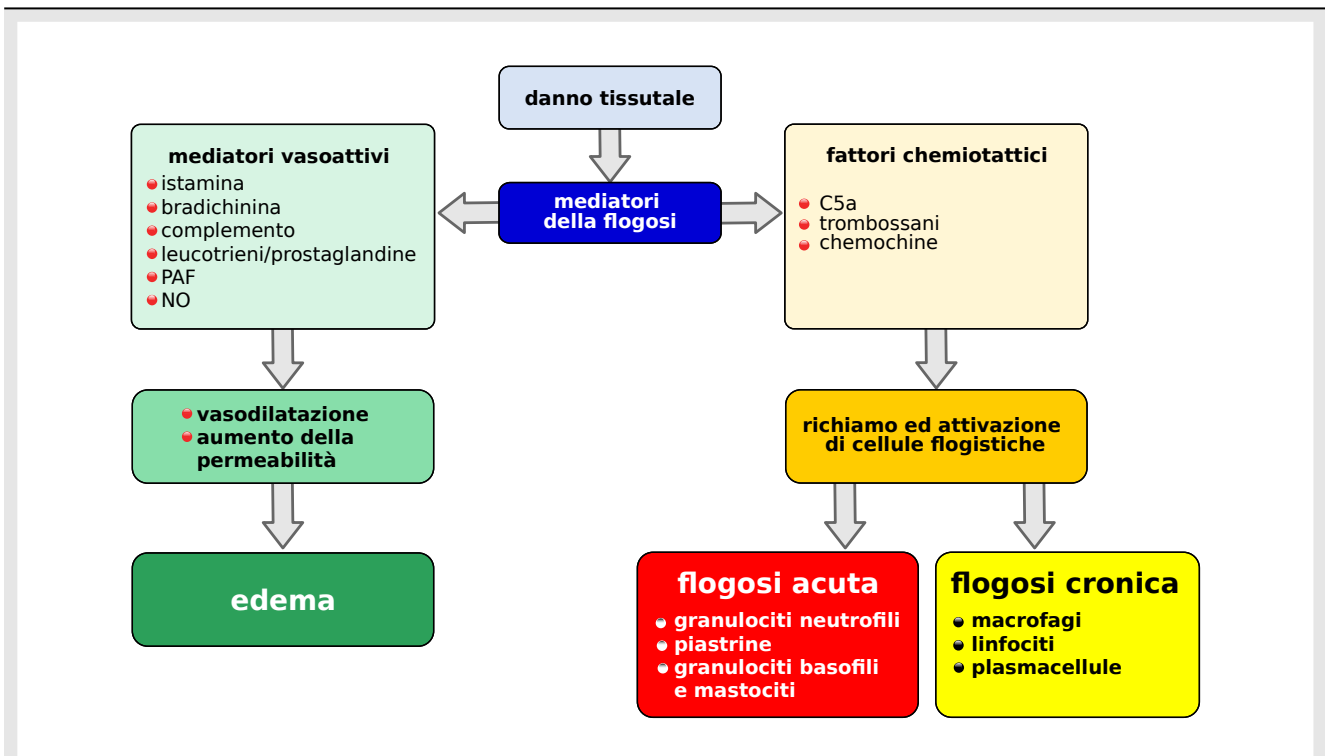 danno tissutale
mediatori
della flogosi
mediatori vasoattivi
istamina
bradichinina
complemento
leucotrieni/prostaglandine
PAF
NO
fattori chemiotattici
C5a
trombossani
chemochine
vasodilatazione
aumento della
permeabilità
richiamo ed attivazione
di cellule flogistiche
edema
flogosi acuta
granulociti neutrofili
piastrine
granulociti basofili
e mastociti
flogosi cronica
macrofagi
linfociti
plasmacellule